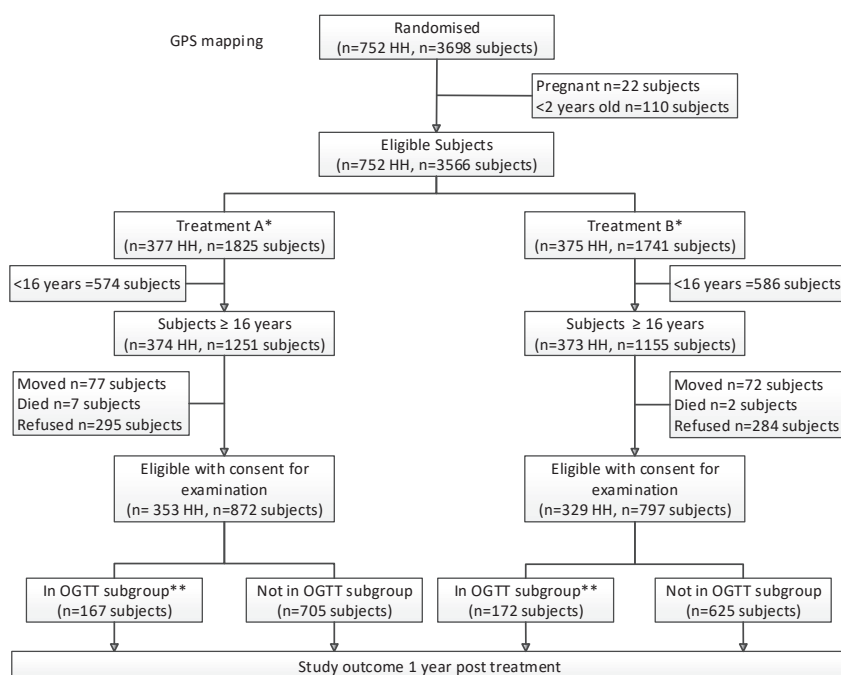 GPS mapping
Randomised
(n=752 HH, n=3698 subjects)
Pregnant n=22 subjects
<2 years old n=110 subjects
Eligible Subjects
(n=752 HH, n=3566 subjects)
Treatment A*
(n=377 HH, n=1825 subjects)
Treatment B*
(n=375 HH, n=1741 subjects)
<16 years =574 subjects
<16 years =586 subjects
Subjects ≥ 16 years
(n=374 HH, n=1251 subjects)
Subjects ≥ 16 years
(n=373 HH, n=1155 subjects)
Moved n=77 subjects
Died n=7 subjects
Refused n=295 subjects
Moved n=72 subjects
Died n=2 subjects
Refused n=284 subjects
Eligible with consent for
examination
(n= 353 HH, n=872 subjects)
Eligible with consent for
examination
(n=329 HH, n=797 subjects)
In OGTT subgroup**
(n=167 subjects)
Not in OGTT subgroup
(n=705 subjects)
In OGTT subgroup**
(n=172 subjects)
Not in OGTT subgroup
(n=625 subjects)
Study outcome 1 year post treatment